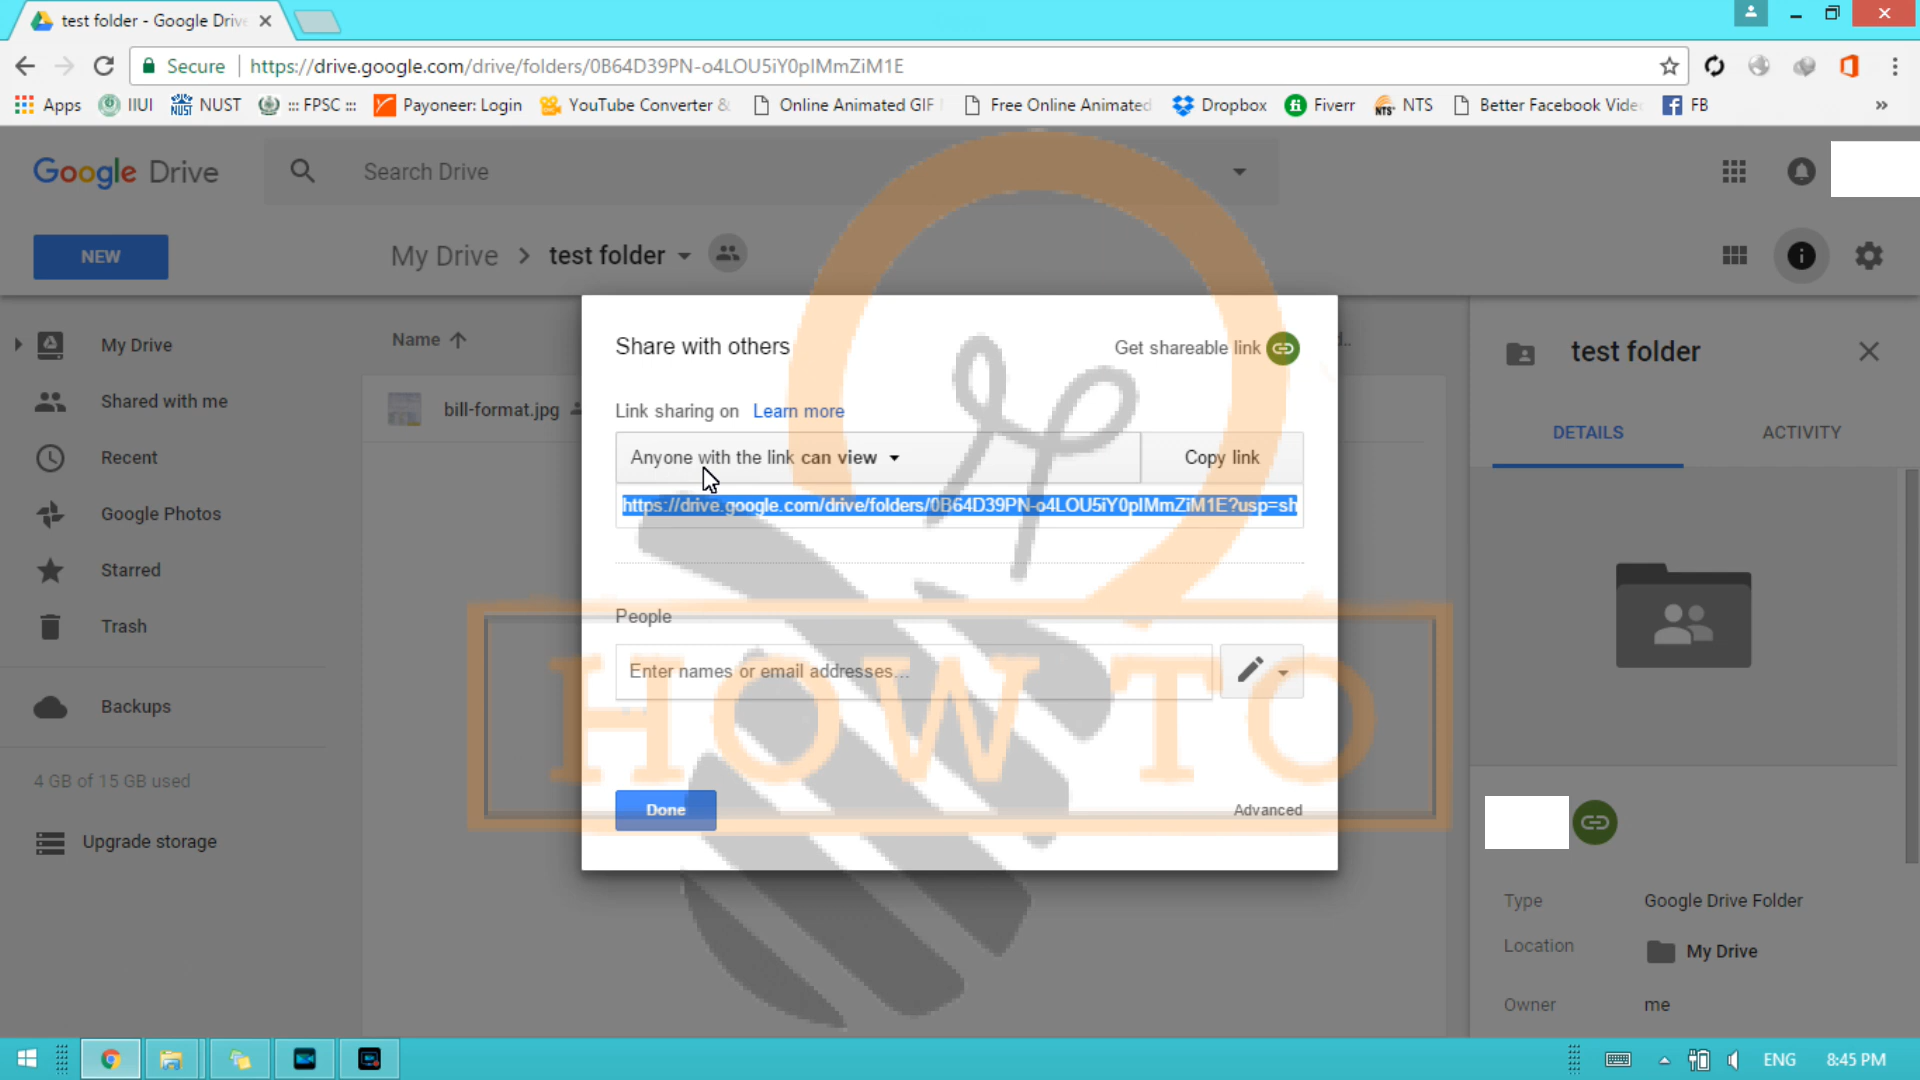 test folder - Google Drive
Secure https://drive.google.com/drive/folders/0B64D39PN-o4LOU5iY0pIMmZiM1E
Apps IIUI NUST ::: FPSC ::: Payoneer: Login YouTube Converter & Online Animated GIF Free Online Animated Dropbox Fiverr NTS Better Facebook Vide FB »
Google Drive Search Drive
NEW My Drive > test folder
My Drive
Shared with me
Recent
Google Photos
Starred
Trash
Backups
4 GB of 15 GB used
Upgrade storage
Name
bill-format.jpg
Share with others Get shareable link
Link sharing on Learn more
Anyone with the link can view Copy link
https://drive.google.com/drive/folders/0B64D39PN-o4LOU5iY0pIMmZiM1E?usp=sh
People
Enter names or email addresses...
HOW TO
Done Advanced
test folder
DETAILS ACTIVITY
Type Google Drive Folder
Location My Drive
Owner me
ENG 8:45 PM